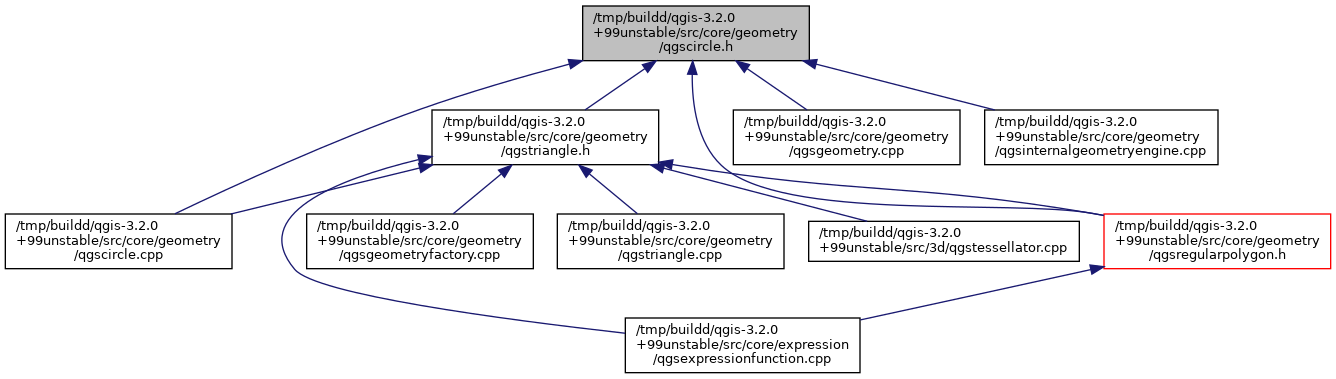 /tmp/buildd/qgis-3.2.0
+99unstable/src/core/geometry
/qgscircle.h
/tmp/buildd/qgis-3.2.0
+99unstable/src/core/geometry
/qgstriangle.h
/tmp/buildd/qgis-3.2.0
+99unstable/src/core/geometry
/qgsgeometry.cpp
/tmp/buildd/qgis-3.2.0
+99unstable/src/core/geometry
/qgsinternalgeometryengine.cpp
/tmp/buildd/qgis-3.2.0
+99unstable/src/core/geometry
/qgscircle.cpp
/tmp/buildd/qgis-3.2.0
+99unstable/src/core/geometry
/qgsgeometryfactory.cpp
/tmp/buildd/qgis-3.2.0
+99unstable/src/core/geometry
/qgstriangle.cpp
/tmp/buildd/qgis-3.2.0
+99unstable/src/3d/qgstessellator.cpp
/tmp/buildd/qgis-3.2.0
+99unstable/src/core/geometry
/qgsregularpolygon.h
/tmp/buildd/qgis-3.2.0
+99unstable/src/core/expression
/qgsexpressionfunction.cpp